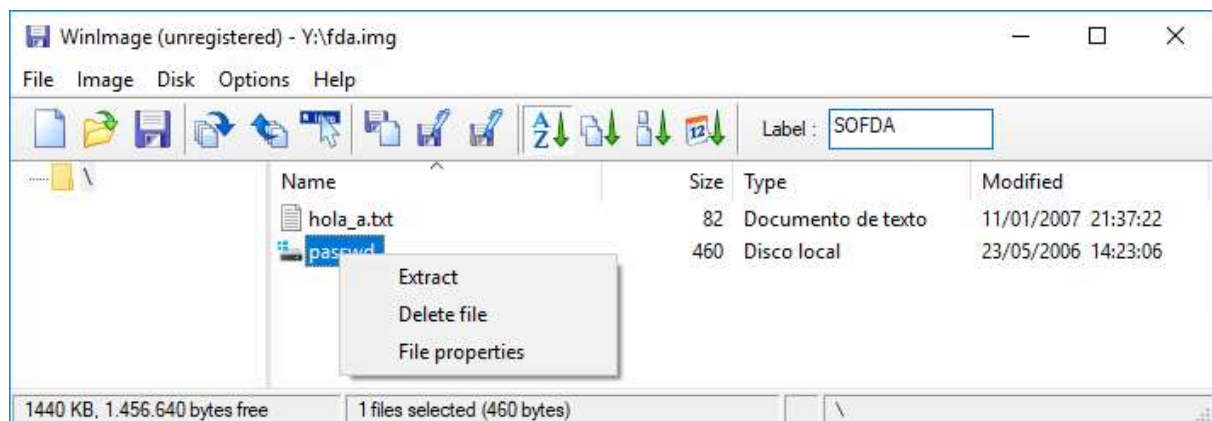 WinImage (unregistered) - Y:\fda.img
File Image Disk Options Help
A Z 12 Label : SOFDA
\ Name Size Type Modified
hola_a.txt 82 Documento de texto 11/01/2007 21:37:22
passwd 460 Disco local 23/05/2006 14:23:06
Extract
Delete file
File properties
1440 KB, 1.456.640 bytes free 1 files selected (460 bytes) \